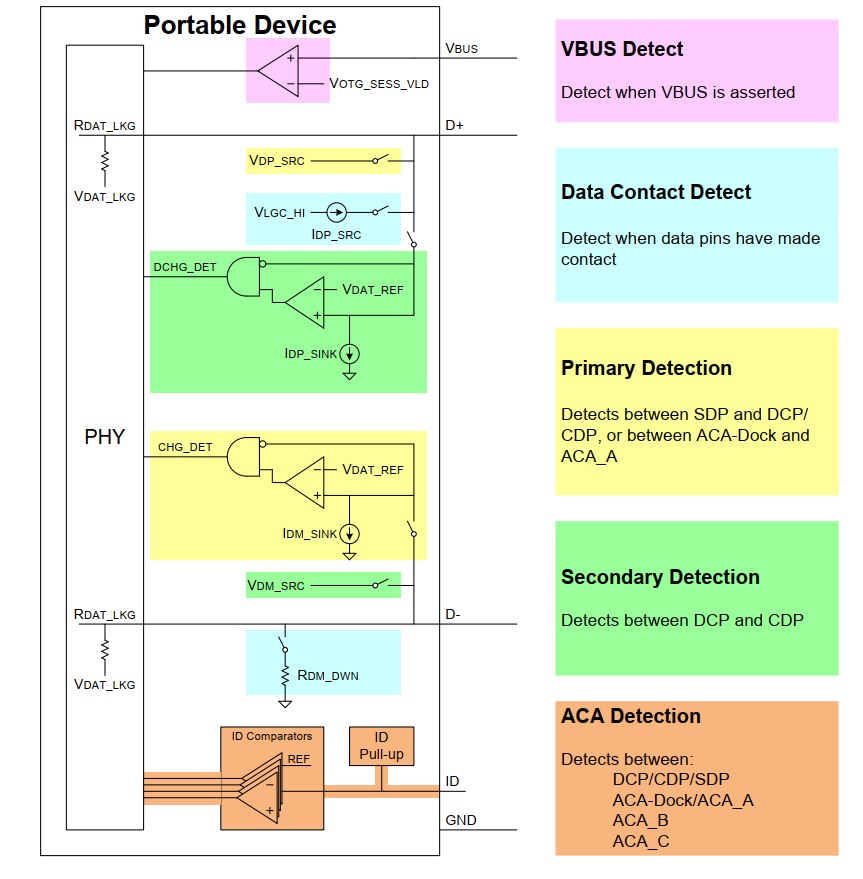 Portable Device
VBUS
VOTG_SESS_VLD
RDAT_LKG
D+
VDP_SRC
VDAT_LKG
VLGC_HI
IDP_SRC
DCHG_DET
VDAT_REF
IDP_SINK
PHY
CHG_DET
VDAT_REF
IDM_SINK
VDM_SRC
RDAT_LKG
D-
RDM_DWN
VDAT_LKG
ID Comparators
REF
ID
Pull-up
ID
GND
+
−
−
+
−
+
−
+
VBUS Detect
Detect when VBUS is asserted
Data Contact Detect
Detect when data pins have made
contact
Primary Detection
Detects between SDP and DCP/
CDP, or between ACA-Dock and
ACA_A
Secondary Detection
Detects between DCP and CDP
ACA Detection
Detects between:
DCP/CDP/SDP
ACA-Dock/ACA_A
ACA_B
ACA_C